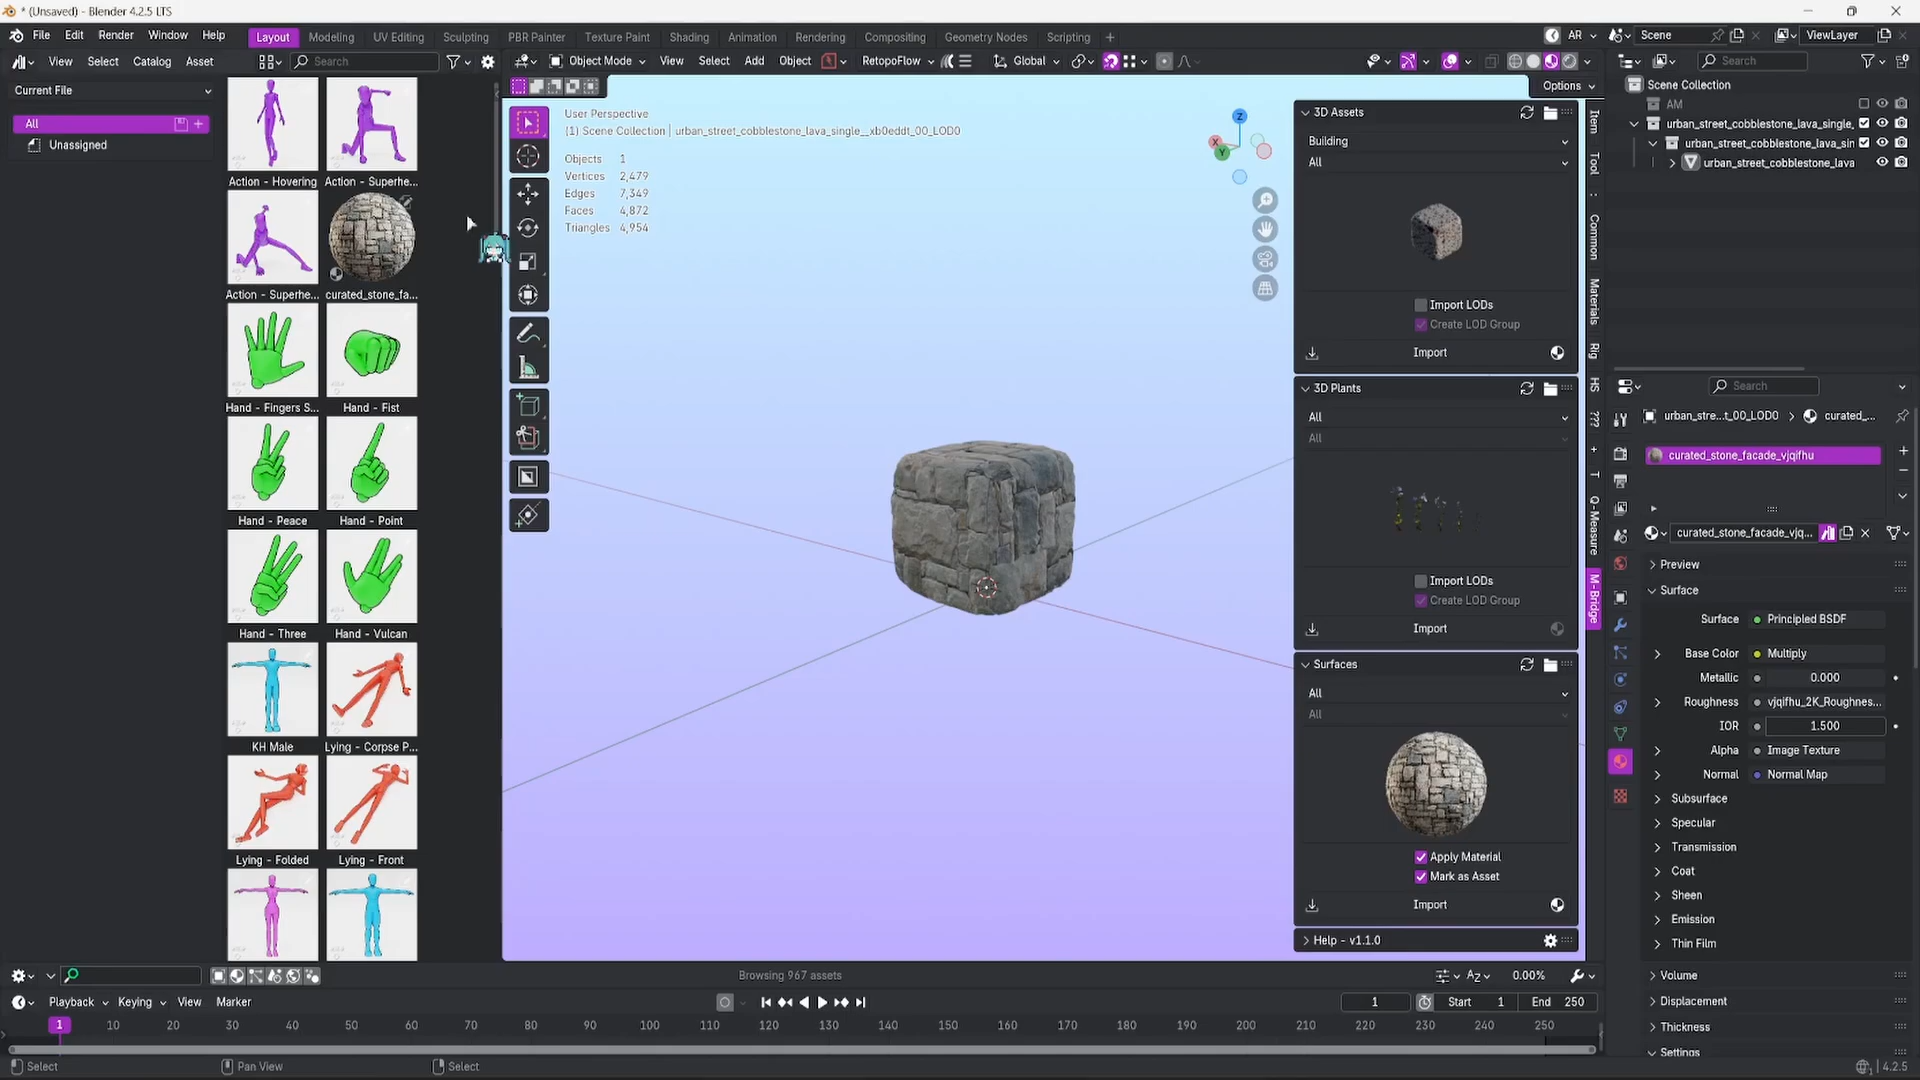 * (Unsaved) - Blender 4.2.5 LTS
File Edit Render Window Help
Layout Modeling UV Editing Sculpting PBR Painter Texture Paint Shading Animation Rendering Compositing Geometry Nodes Scripting +
AR
Scene
ViewLayer
View Select Catalog Asset
Search
Object Mode
View Select Add Object
RetopoFlow
Global
Search
Options
Current File
All
Unassigned
Action - Hovering
Action - Superhe...
Action - Superhe...
curated_stone_fa...
Hand - Fingers S...
Hand - Fist
Hand - Peace
Hand - Point
Hand - Three
Hand - Vulcan
KH Male
Lying - Corpse P...
Lying - Folded
Lying - Front
User Perspective
(1) Scene Collection | urban_street_cobblestone_lava_single__xb0eddt_00_LOD0
Objects 1
Vertices 2,479
Edges 7,349
Faces 4,872
Triangles 4,954
Z
X
Y
3D Assets
Building
All
Import LODs
Create LOD Group
Import
3D Plants
All
All
Import LODs
Create LOD Group
Import
Surfaces
All
All
Apply Material
Mark as Asset
Import
Help - v1.1.0
Item
Tool
:
Common
Materials
Rig
HS
???
+
T
Q-Measure
M-Bridge
Scene Collection
AM
urban_street_cobblestone_lava_single_
urban_street_cobblestone_lava_sin
urban_street_cobblestone_lava
Search
urban_stre...t_00_LOD0
curated_...
curated_stone_facade_vjqifhu
curated_stone_facade_vjq...
Preview
Surface
Surface Principled BSDF
Base Color Multiply
Metallic 0.000
Roughness vjqifhu_2K_Roughnes...
IOR 1.500
Alpha Image Texture
Normal Normal Map
Subsurface
Specular
Transmission
Coat
Sheen
Emission
Thin Film
Volume
Displacement
Thickness
Settings
Browsing 967 assets
0.00%
Playback Keying View Marker
1 Start 1 End 250
1 10 20 30 40 50 60 70 80 90 100 110 120 130 140 150 160 170 180 190 200 210 220 230 240 250
Select Pan View Select
4.2.5